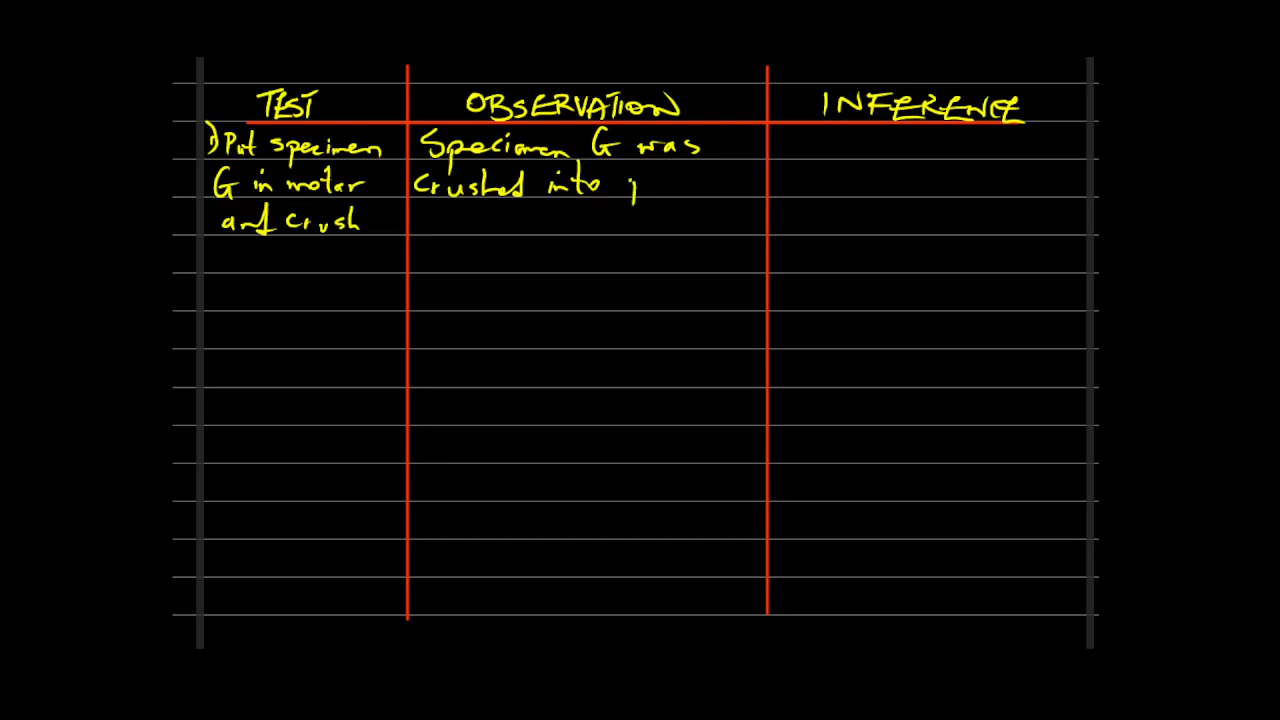 TEST OBSERVATION INFERENCE
1) Put specimen
G in motar
and crush
Specimen G was
crushed into